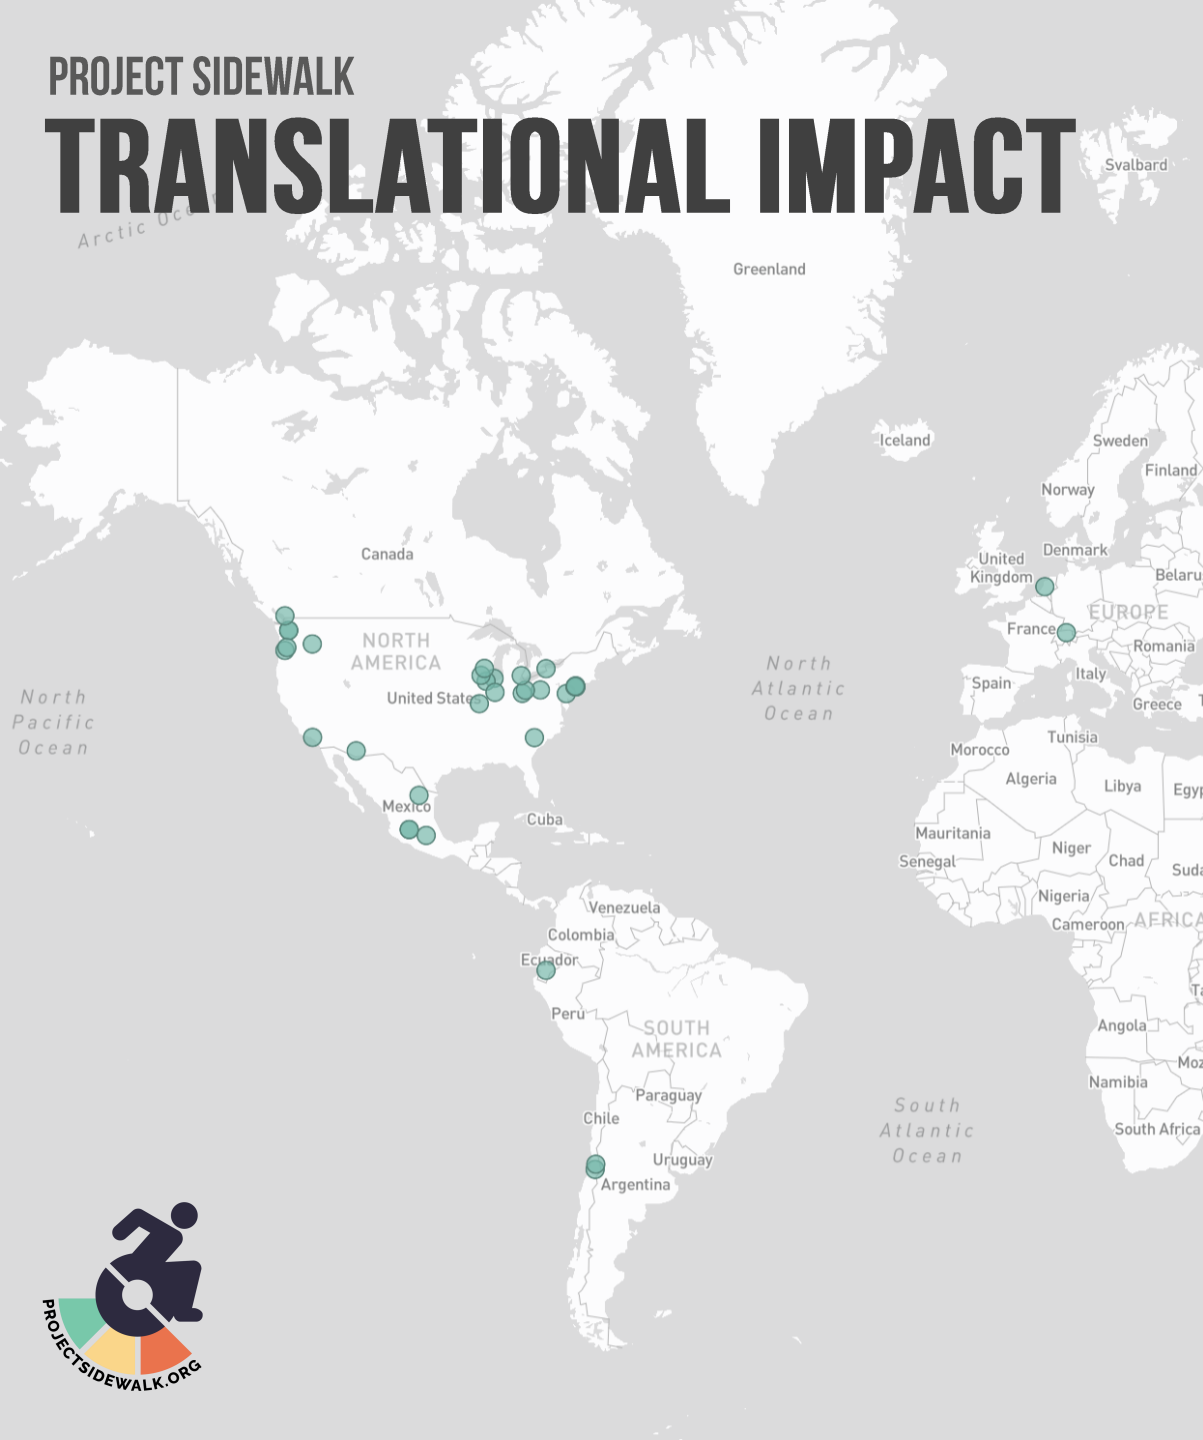 PROJECT SIDEWALK
TRANSLATIONAL IMPACT
Svalbard
Arctic Ocean
Greenland
Iceland
Sweden
Finland
Norway
Canada
Denmark
United
Kingdom
Belaru
EUROPE
France
NORTH
AMERICA
Romania
North
Atlantic
Ocean
Italy
Spain
United States
North
Pacific
Ocean
Greece
T
Tunisia
Morocco
Algeria
Libya
Egyp
Mexico
Cuba
Mauritania
Niger
Senegal
Chad
Suda
Nigeria
Venezuela
Cameroon
AFRICA
Colombia
Ecuador
Ta
Peru
Angola
SOUTH
AMERICA
Moz
Namibia
Paraguay
South
Atlantic
Ocean
Chile
South Africa
Uruguay
Argentina
PROJECTSIDEWALK.ORG